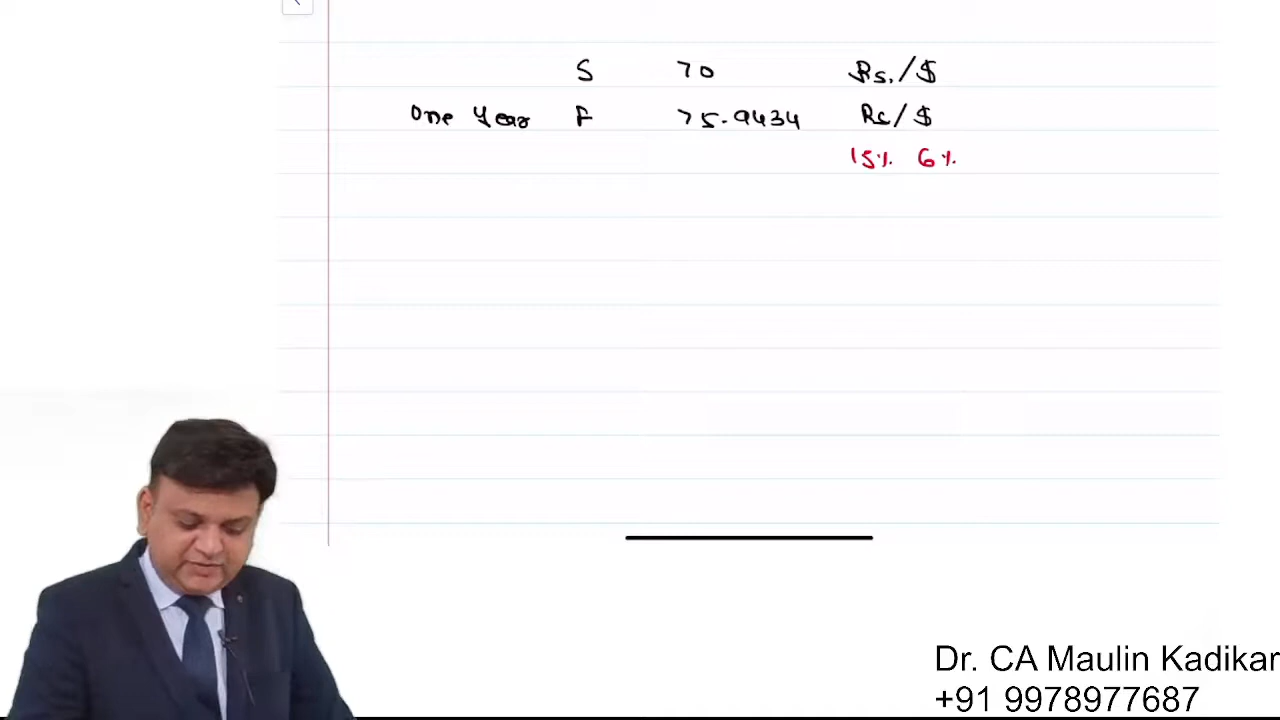 S 70 Rs./$
One Year F 75.9434 Rs/$
15% 6%
Dr. CA Maulin Kadikar
+91 9978977687